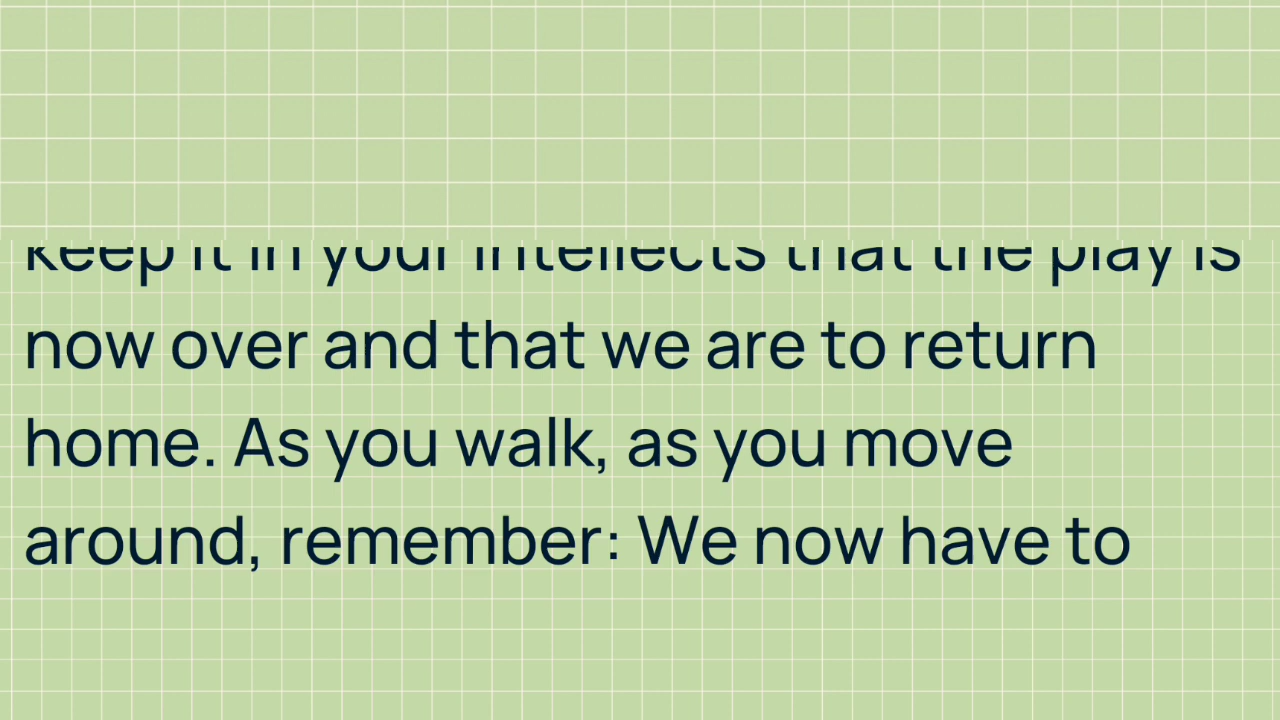 keep it in your intellects that the play is
now over and that we are to return
home. As you walk, as you move
around, remember: We now have to